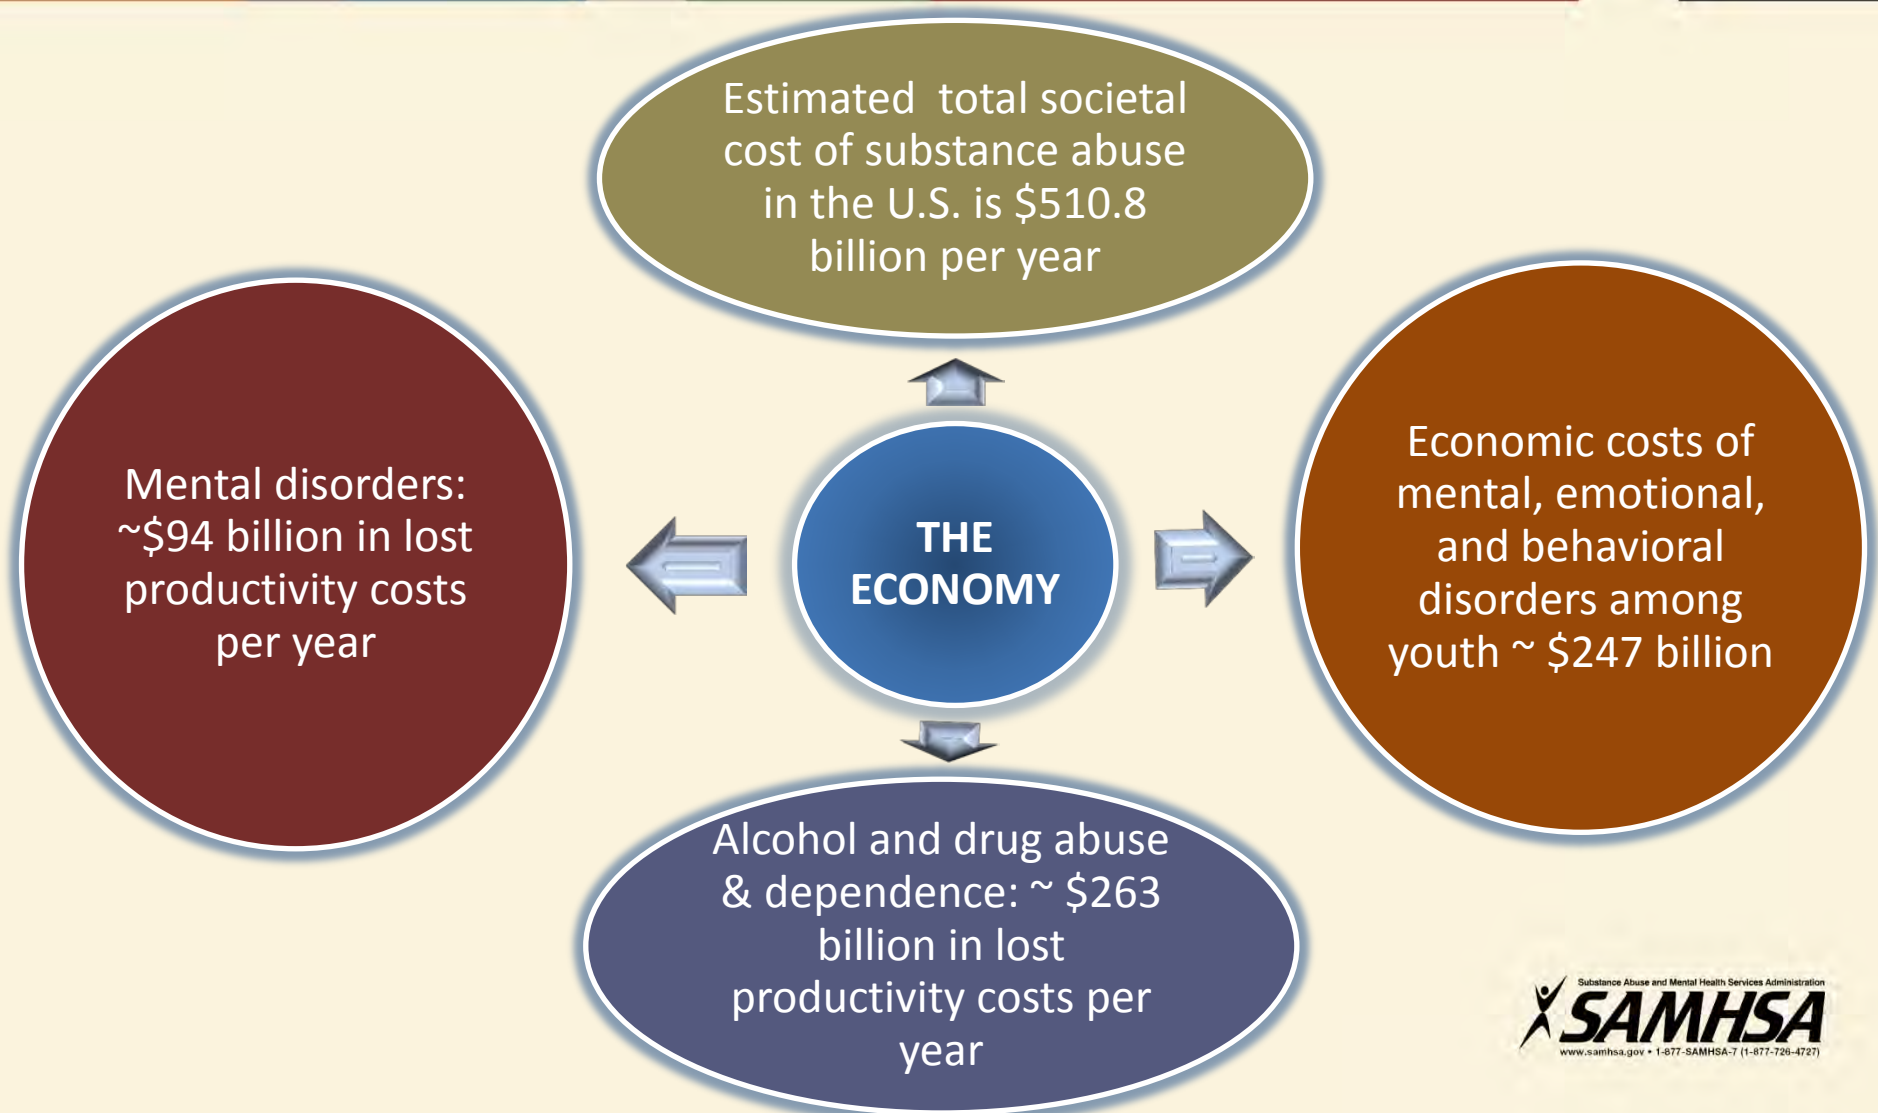 Estimated  total societal
cost of substance abuse
in the U.S. is $510.8
billion per year
Mental disorders:
~$94 billion in lost
productivity costs
per year
THE
ECONOMY
Economic costs of
mental, emotional,
and behavioral
disorders among
youth ~ $247 billion
Alcohol and drug abuse
& dependence: ~ $263
billion in lost
productivity costs per
year
Substance Abuse and Mental Health Services Administration
SAMHSA
www.samhsa.gov • 1-877-SAMHSA-7 (1-877-726-4727)